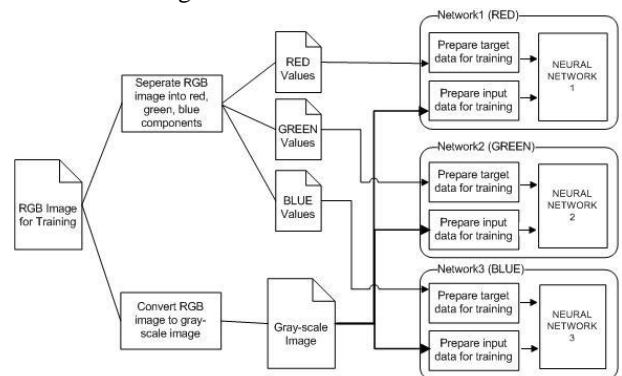 RGB Image
for Training
Seperate RGB
image into red,
green, blue
components
Convert RGB
image to gray-
scale image
RED
Values
GREEN
Values
BLUE
Values
Gray-scale
Image
Network1 (RED)
Prepare target
data for training
Prepare input
data for training
NEURAL
NETWORK
1
Network2 (GREEN)
Prepare target
data for training
Prepare input
data for training
NEURAL
NETWORK
2
Network3 (BLUE)
Prepare target
data for training
Prepare input
data for training
NEURAL
NETWORK
3